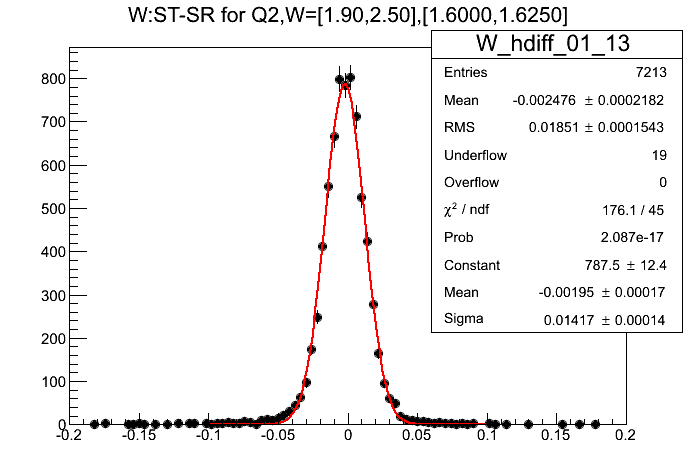 W:ST-SR for Q2,W=[1.90,2.50],[1.6000,1.6250]
W_hdiff_01_13
Entries 7213
Mean -0.002476 ± 0.0002182
RMS 0.01851 ± 0.0001543
Underflow 19
Overflow 0
χ² / ndf 176.1 / 45
Prob 2.087e-17
Constant 787.5 ± 12.4
Mean -0.00195 ± 0.00017
Sigma 0.01417 ± 0.00014
800
700
600
500
400
300
200
100
0
-0.2 -0.15 -0.1 -0.05 0 0.05 0.1 0.15 0.2